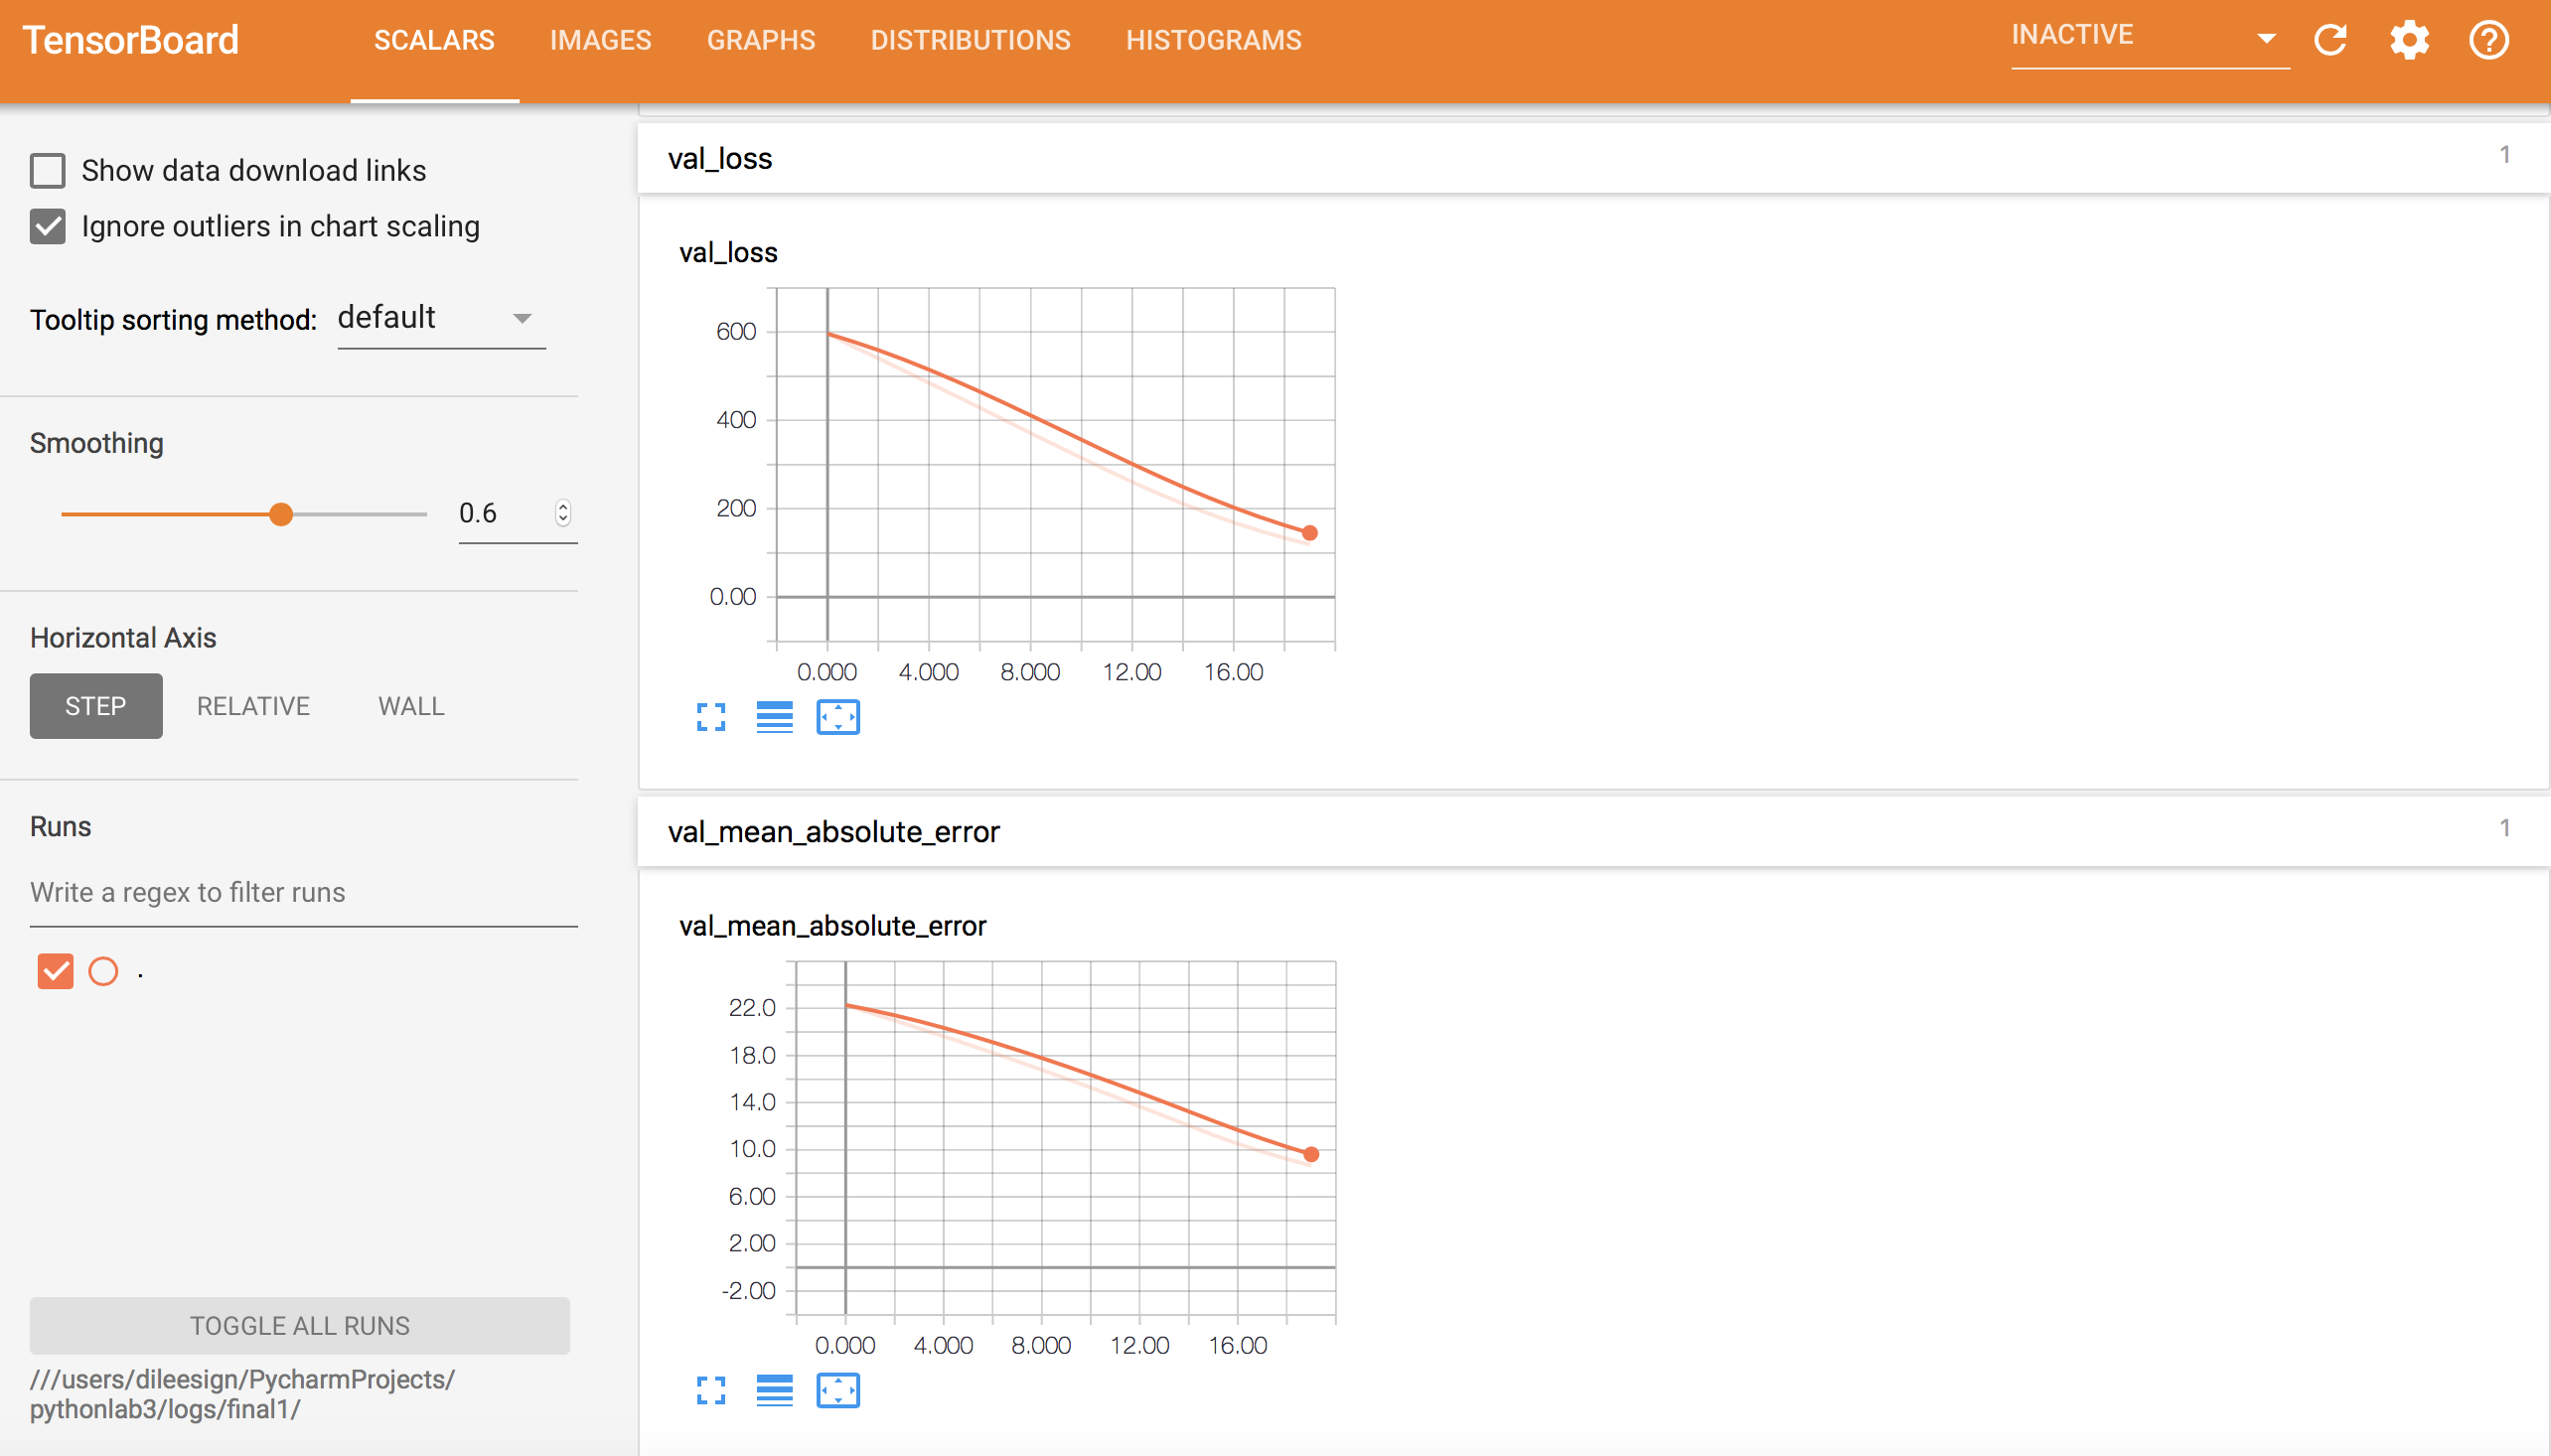 TensorBoard SCALARS IMAGES GRAPHS DISTRIBUTIONS HISTOGRAMS INACTIVE
Show data download links
Ignore outliers in chart scaling
Tooltip sorting method: default
Smoothing
0.6
Horizontal Axis
STEP RELATIVE WALL
Runs
Write a regex to filter runs
.
TOGGLE ALL RUNS
///users/dileesign/PycharmProjects/
pythonlab3/logs/final1/
val_loss 1
val_loss
600
400
200
0.00
0.000 4.000 8.000 12.00 16.00
val_mean_absolute_error 1
val_mean_absolute_error
22.0
18.0
14.0
10.0
6.00
2.00
-2.00
0.000 4.000 8.000 12.00 16.00